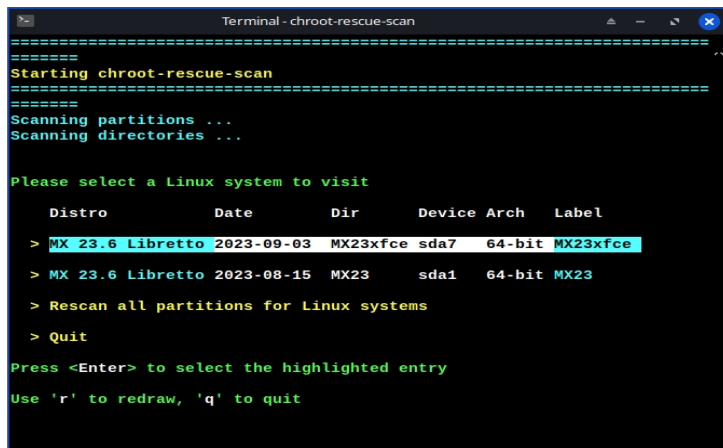 Terminal - chroot-rescue-scan
========================================================================
=======
Starting chroot-rescue-scan
========================================================================
=======
Scanning partitions ...
Scanning directories ...
Please select a Linux system to visit
Distro Date Dir Device Arch Label
> MX 23.6 Libretto 2023-09-03 MX23xfce sda7 64-bit MX23xfce
> MX 23.6 Libretto 2023-08-15 MX23 sda1 64-bit MX23
> Rescan all partitions for Linux systems
> Quit
Press <Enter> to select the highlighted entry
Use 'r' to redraw, 'q' to quit